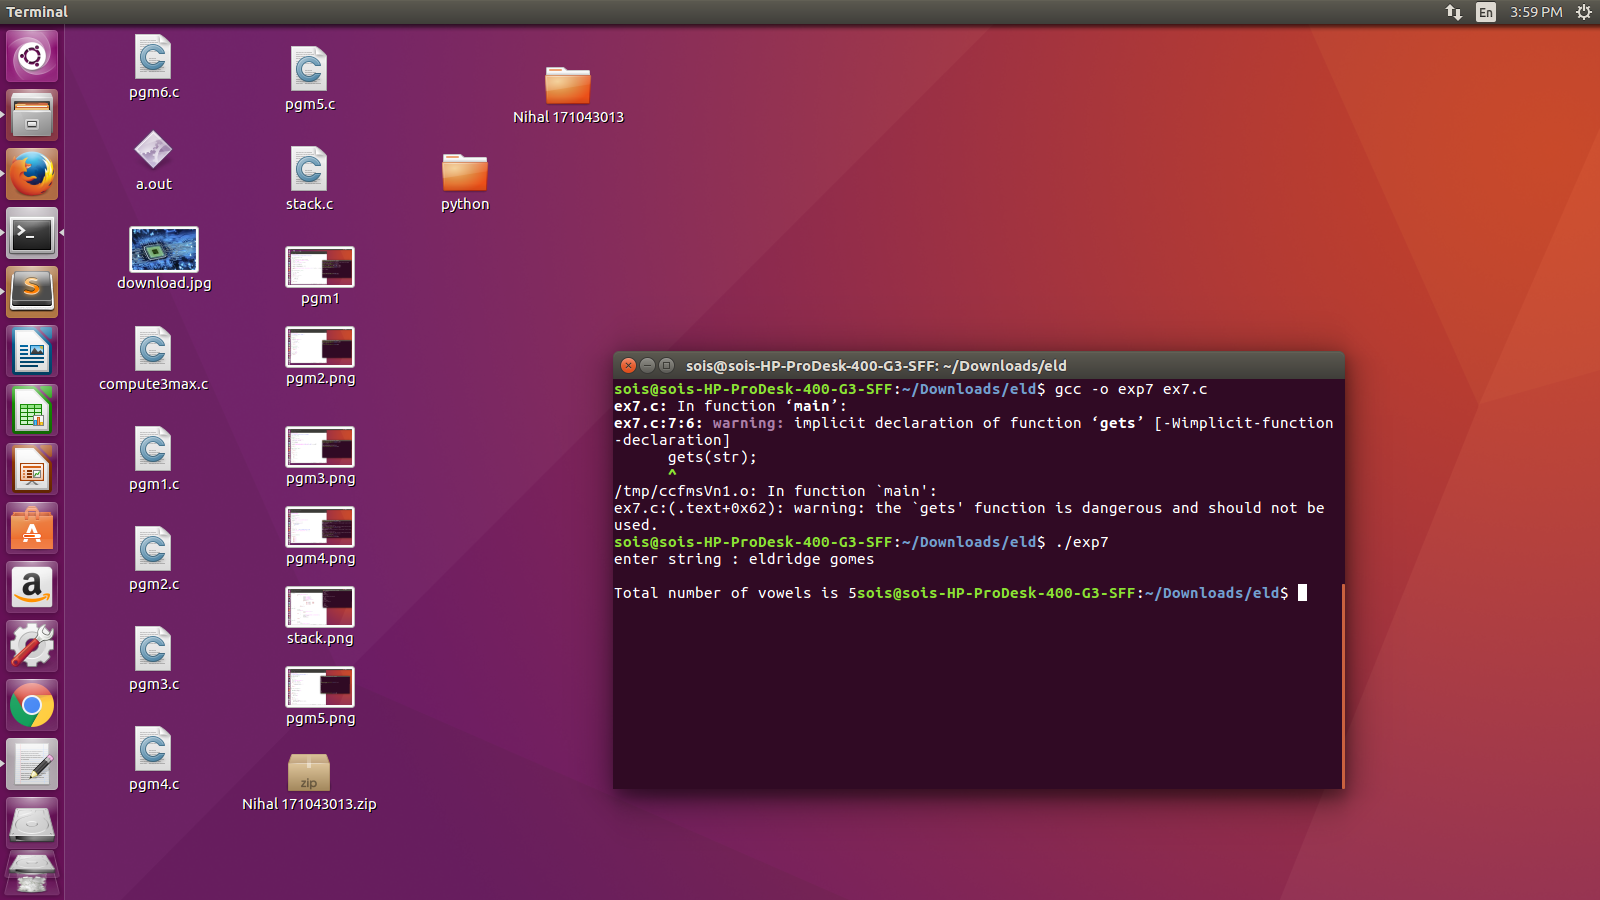 Terminal
En
3:59 PM
pgm6.c
pgm5.c
Nihal 171043013
a.out
stack.c
python
download.jpg
pgm1
compute3max.c
pgm2.png
pgm1.c
pgm3.png
pgm2.c
pgm4.png
pgm3.c
stack.png
pgm5.png
pgm4.c
zip
Nihal 171043013.zip
sois@sois-HP-ProDesk-400-G3-SFF: ~/Downloads/eld
sois@sois-HP-ProDesk-400-G3-SFF:~/Downloads/eld$ gcc -o exp7 ex7.c
ex7.c: In function ‘main’:
ex7.c:7:6: warning: implicit declaration of function ‘gets’ [-Wimplicit-function
-declaration]
gets(str);
^
/tmp/ccfmsVn1.o: In function `main':
ex7.c:(.text+0x62): warning: the `gets' function is dangerous and should not be
used.
sois@sois-HP-ProDesk-400-G3-SFF:~/Downloads/eld$ ./exp7
enter string : eldridge gomes
Total number of vowels is 5sois@sois-HP-ProDesk-400-G3-SFF:~/Downloads/eld$